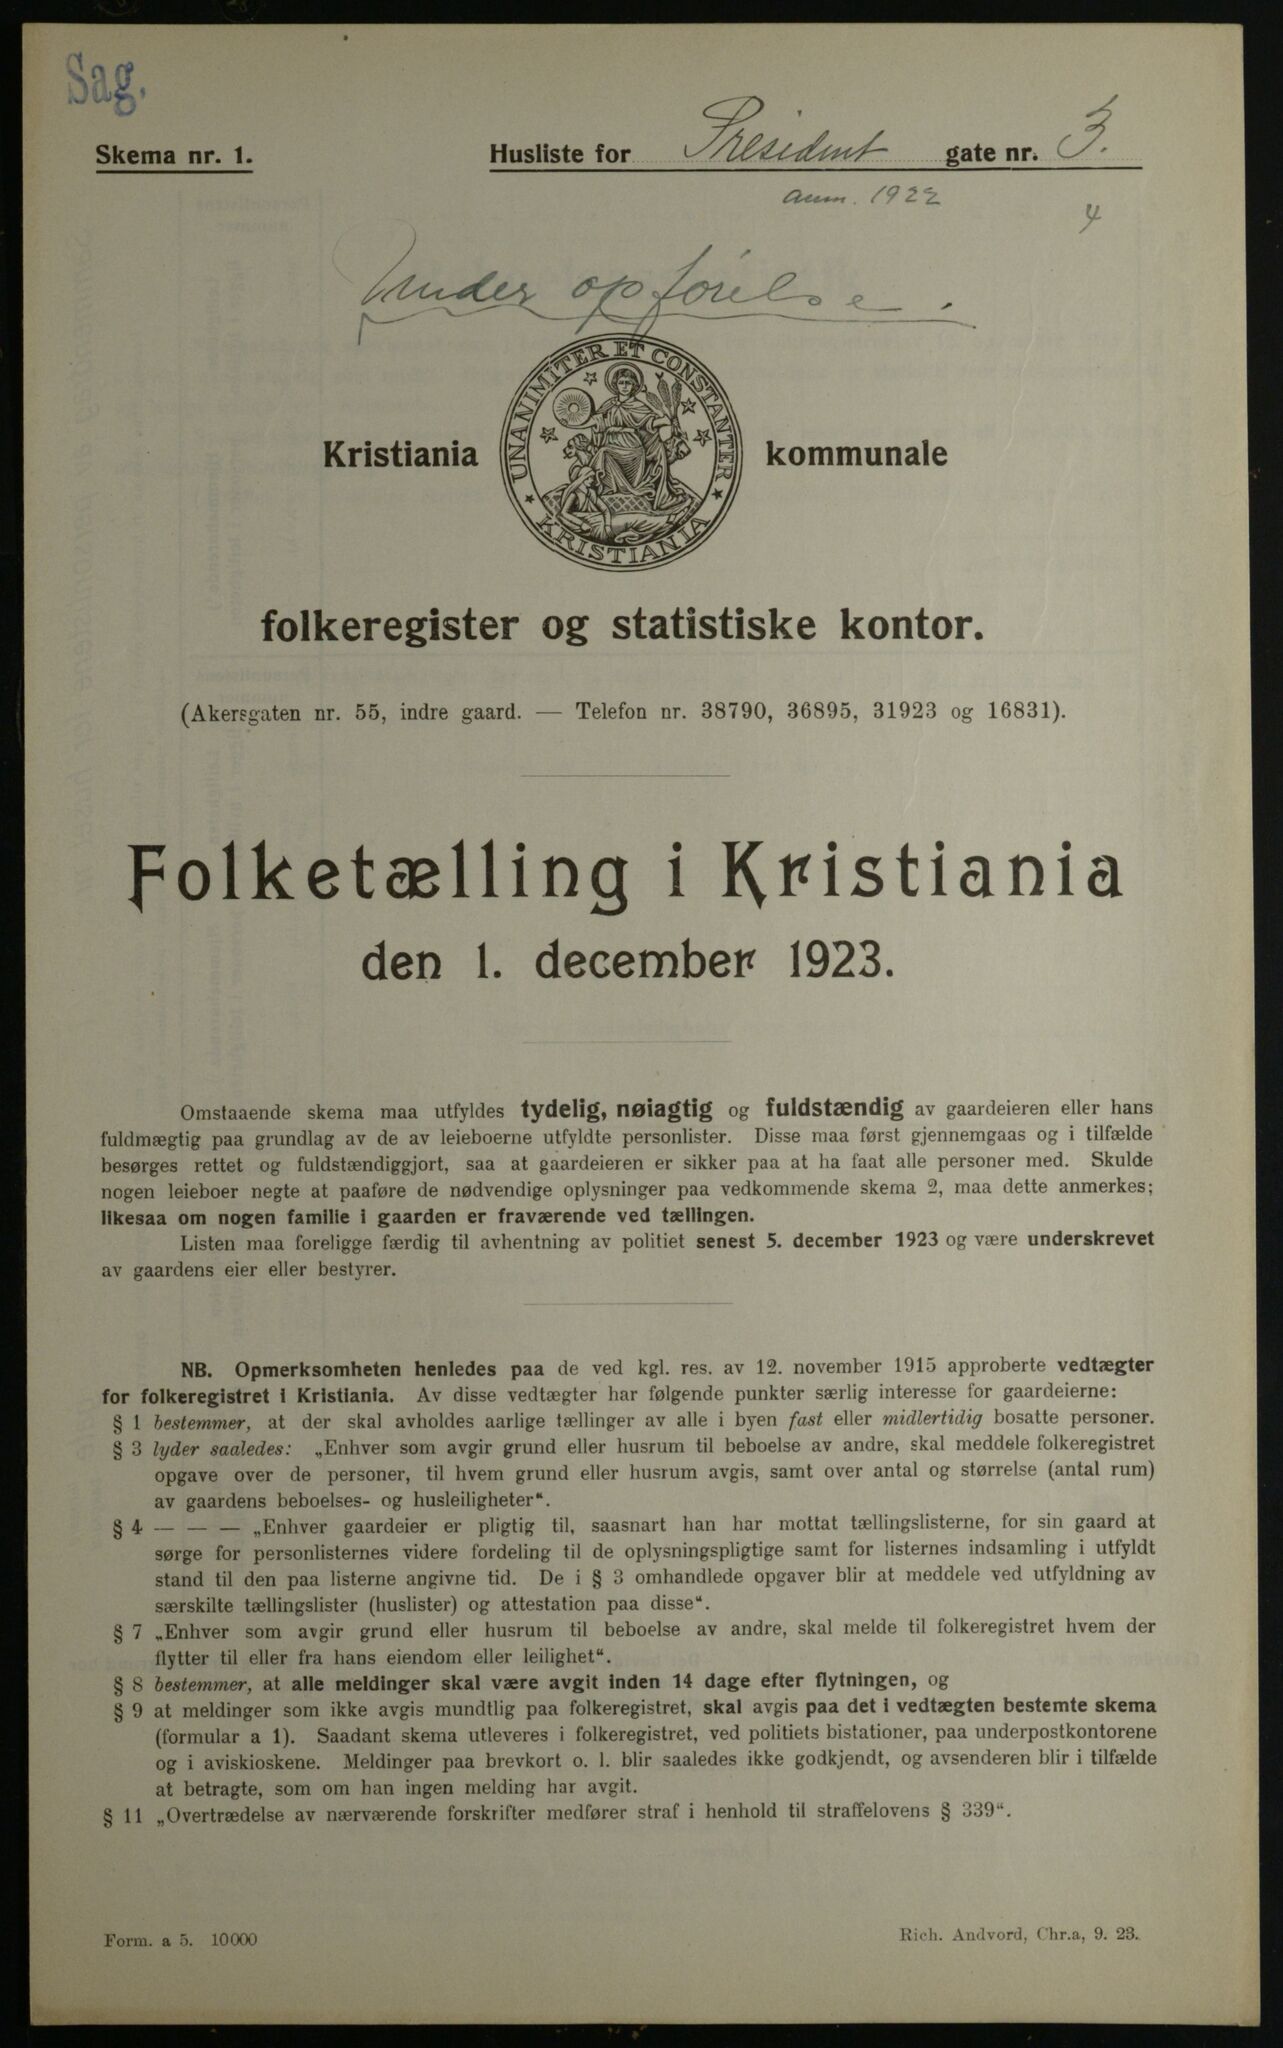 Sag.
Skema nr. 1.
Husliste for President gate nr. 3.
anm. 1922
4
Under opførelse.
UNANIMITER ET CONSTANTER
KRISTIANIA
Kristiania kommunale
folkeregister og statistiske kontor.
(Akersgaten nr. 55, indre gaard. — Telefon nr. 38790, 36895, 31923 og 16831).
Folketælling i Kristiania
den 1. december 1923.
Omstaaende skema maa utfyldes tydelig, nøiagtig og fuldstændig av gaardeieren eller hans
fuldmægtig paa grundlag av de av leieboerne utfyldte personlister. Disse maa først gjennemgaas og i tilfælde
besørges rettet og fuldstændiggjort, saa at gaardeieren er sikker paa at ha faat alle personer med. Skulde
nogen leieboer negte at paaføre de nødvendige oplysninger paa vedkommende skema 2, maa dette anmerkes;
likesaa om nogen familie i gaarden er fraværende ved tællingen.
Listen maa foreligge færdig til avhentning av politiet senest 5. december 1923 og være underskrevet
av gaardens eier eller bestyrer.
NB. Opmerksomheten henledes paa de ved kgl. res. av 12. november 1915 approberte vedtægter
for folkeregistret i Kristiania. Av disse vedtægter har følgende punkter særlig interesse for gaardeierne:
§ 1 bestemmer, at der skal avholdes aarlige tællinger av alle i byen fast eller midlertidig bosatte personer.
§ 3 lyder saaledes: „Enhver som avgir grund eller husrum til beboelse av andre, skal meddele folkeregistret
opgave over de personer, til hvem grund eller husrum avgis, samt over antal og størrelse (antal rum)
av gaardens beboelses- og husleiligheter“.
§ 4 — — — „Enhver gaardeier er pligtig til, saasnart han har mottat tællingslisterne, for sin gaard at
sørge for personlisternes videre fordeling til de oplysningspligtige samt for listernes indsamling i utfyldt
stand til den paa listerne angivne tid. De i § 3 omhandlede opgaver blir at meddele ved utfyldning av
særskilte tællingslister (huslister) og attestation paa disse“.
§ 7 „Enhver som avgir grund eller husrum til beboelse av andre, skal melde til folkeregistret hvem der
flytter til eller fra hans eiendom eller leilighet“.
§ 8 bestemmer, at alle meldinger skal være avgit inden 14 dage efter flytningen, og
§ 9 at meldinger som ikke avgis mundtlig paa folkeregistret, skal avgis paa det i vedtægten bestemte skema
(formular a 1). Saadant skema utleveres i folkeregistret, ved politiets bistationer, paa underpostkontorene
og i aviskioskene. Meldinger paa brevkort o. l. blir saaledes ikke godkjendt, og avsenderen blir i tilfælde
at betragte, som om han ingen melding har avgit.
§ 11 „Overtrædelse av nærværende forskrifter medfører straf i henhold til straffelovens § 339“.
Form. a 5. 10000
Rich. Andvord, Chr.a, 9. 23.